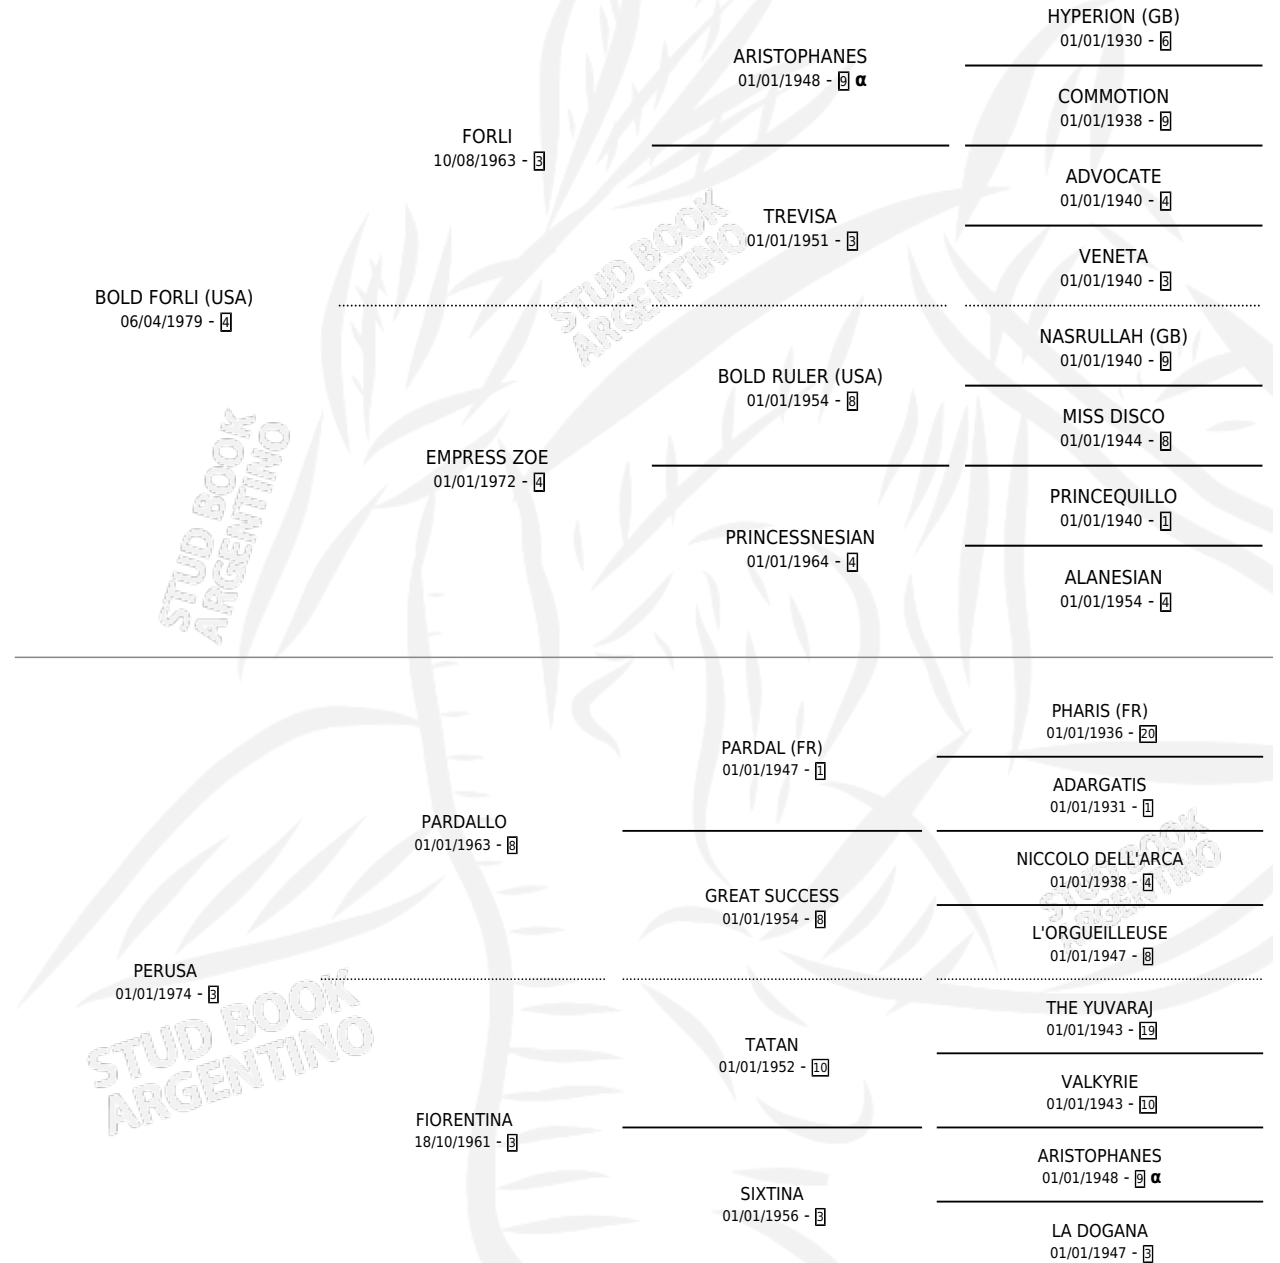 HYPERION (GB)
01/01/1930 - 6
ARISTOPHANES
01/01/1948 - 9 α
COMMOTION
01/01/1938 - 9
FORLI
10/08/1963 - 3
ADVOCATE
01/01/1940 - 4
TREVISA
01/01/1951 - 3
VENETA
01/01/1940 - 3
BOLD FORLI (USA)
06/04/1979 - 4
NASRULLAH (GB)
01/01/1940 - 9
BOLD RULER (USA)
01/01/1954 - 8
MISS DISCO
01/01/1944 - 8
EMPRESS ZOE
01/01/1972 - 4
PRINCEQUILLO
01/01/1940 - 1
PRINCESSNESIAN
01/01/1964 - 4
ALANESIAN
01/01/1954 - 4
STUD BOOK
ARGENTINO
STUD BOOK
ARGENTINO
PHARIS (FR)
01/01/1936 - 20
PARDAL (FR)
01/01/1947 - 1
ADARGATIS
01/01/1931 - 1
PARDALLO
01/01/1963 - 8
NICCOLO DELL'ARCA
01/01/1938 - 4
GREAT SUCCESS
01/01/1954 - 8
L'ORGUEILLEUSE
01/01/1947 - 8
PERUSA
01/01/1974 - 3
THE YUVARAJ
01/01/1943 - 19
TATAN
01/01/1952 - 10
VALKYRIE
01/01/1943 - 10
FIORENTINA
18/10/1961 - 3
ARISTOPHANES
01/01/1948 - 9 α
SIXTINA
01/01/1956 - 3
LA DOGANA
01/01/1947 - 3
STUD BOOK
ARGENTINO
STUD BOOK
ARGENTINO